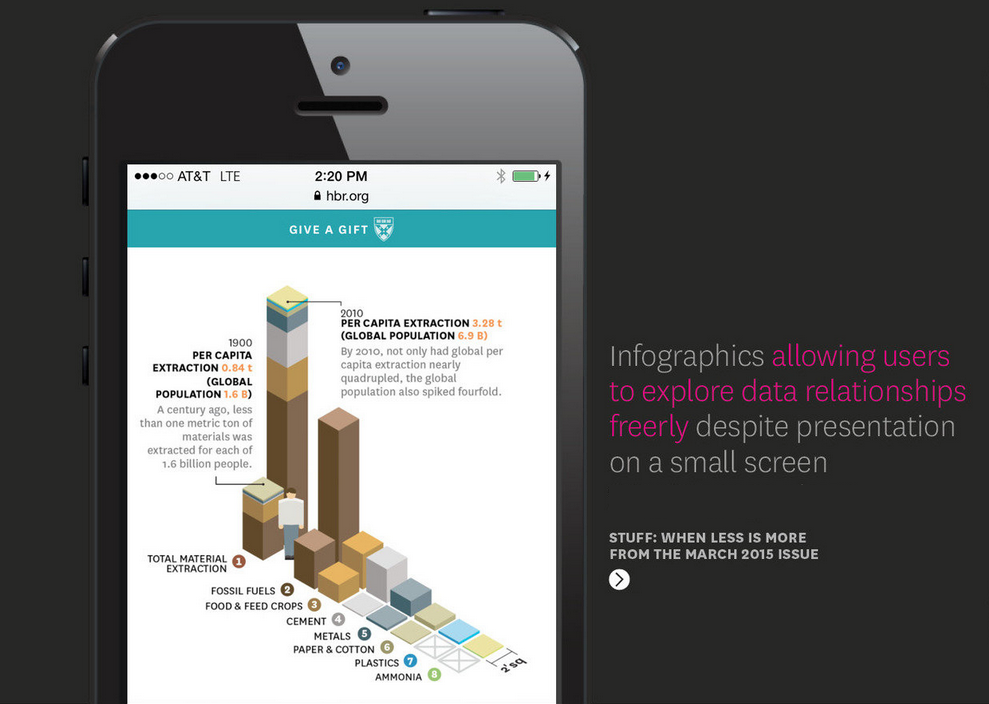 AT&T LTE
2:20 PM
hbr.org
GIVE A GIFT
2010
PER CAPITA EXTRACTION 3.28 t
(GLOBAL POPULATION 6.9 B)
By 2010, not only had global per
capita extraction nearly
quadrupled, the global
population also spiked fourfold.
1900
PER CAPITA
EXTRACTION 0.84 t
(GLOBAL
POPULATION 1.6 B)
A century ago, less
than one metric ton of
materials was
extracted for each of
1.6 billion people.
TOTAL MATERIAL
EXTRACTION 1
FOSSIL FUELS 2
FOOD & FEED CROPS 3
CEMENT 4
METALS 5
PAPER & COTTON 6
PLASTICS 7
AMMONIA 8
2' sq
Infographics allowing users
to explore data relationships
freerly despite presentation
on a small screen
STUFF: WHEN LESS IS MORE
FROM THE MARCH 2015 ISSUE